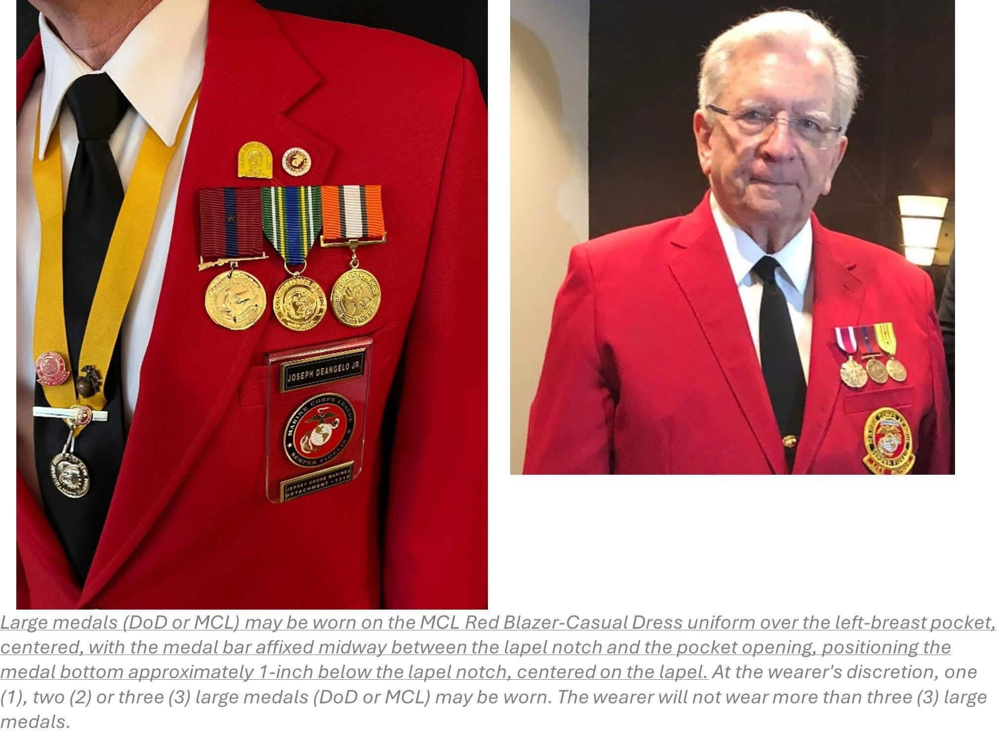 JOSEPH DEANGELO JR.
MARINE CORPS LEAGUE
SEMPER FIDELIS
JERSEY SHORE MARINES
DETACHMENT #1319
Large medals (DoD or MCL) may be worn on the MCL Red Blazer-Casual Dress uniform over the left-breast pocket,
centered, with the medal bar affixed midway between the lapel notch and the pocket opening, positioning the
medal bottom approximately 1-inch below the lapel notch, centered on the lapel. At the wearer's discretion, one
(1), two (2) or three (3) large medals (DoD or MCL) may be worn. The wearer will not wear more than three (3) large
medals.